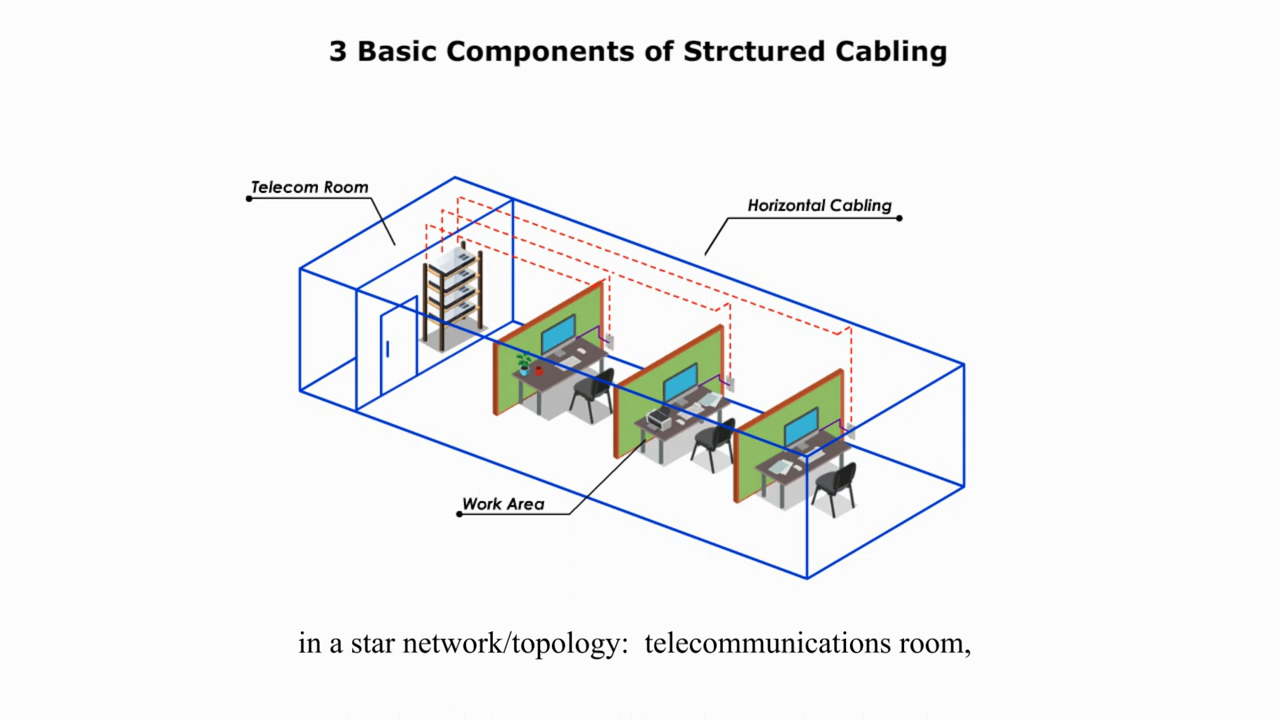 3 Basic Components of Strctured Cabling
Telecom Room
Horizontal Cabling
Work Area
in a star network/topology:  telecommunications room,